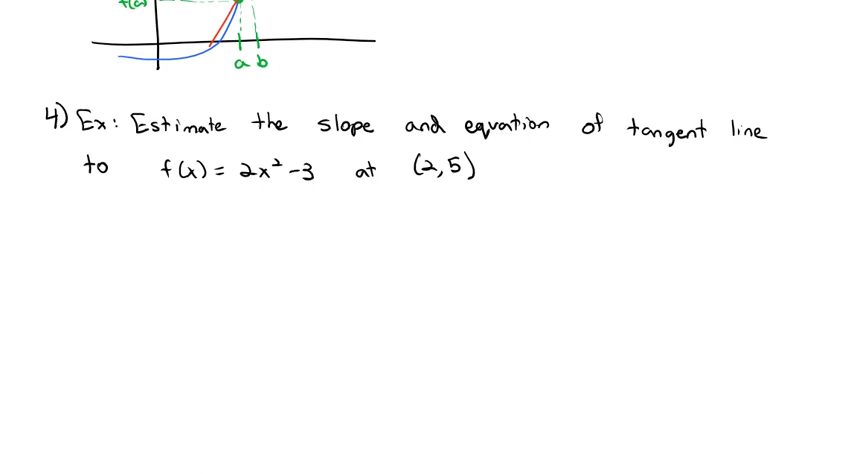 f(a)
a b
4) Ex: Estimate the slope and equation of tangent line
to f(x) = 2x² - 3 at (2, 5)